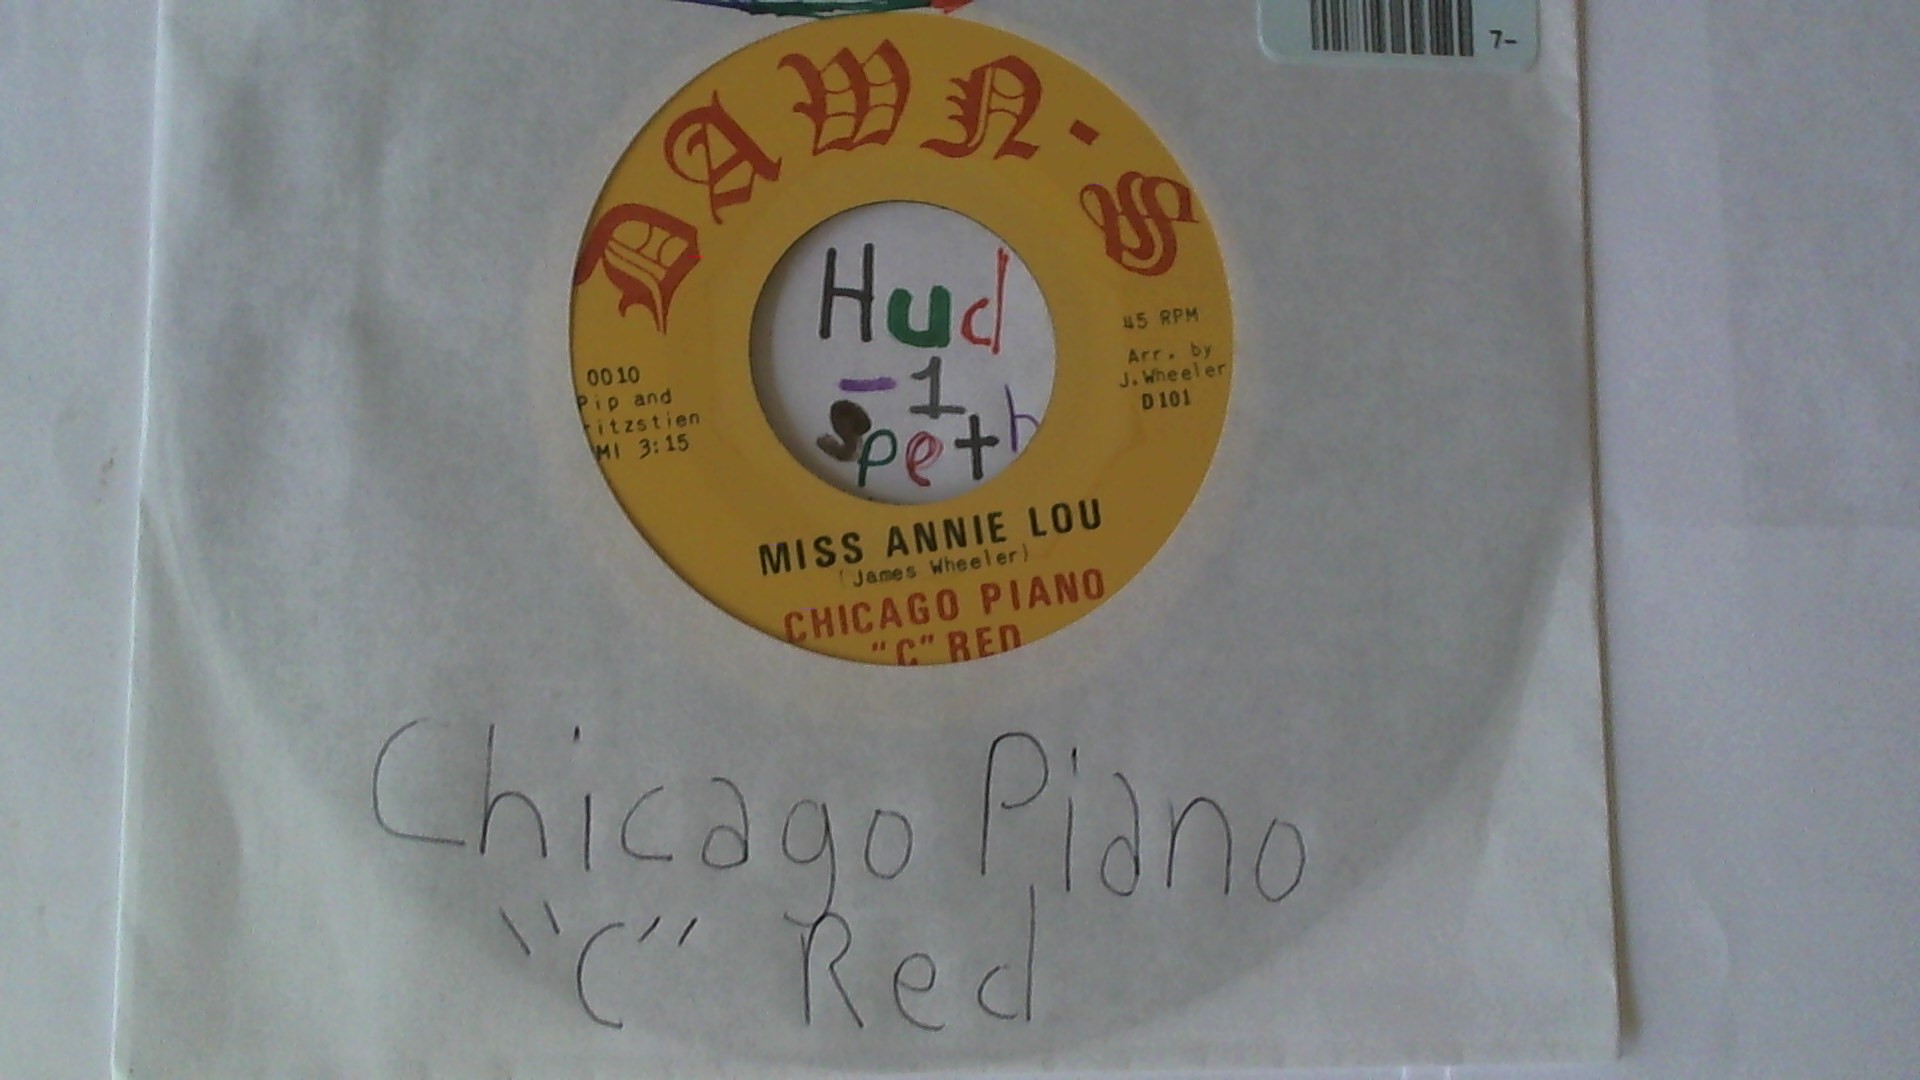 7-
DAWN-S
Hud
-1
Speth
45 RPM
Arr. by
J.Wheeler
D101
0010
Pip and
itzstien
MI 3:15
MISS ANNIE LOU
(James Wheeler)
CHICAGO PIANO
"C" RED
Chicago Piano
"C" Red